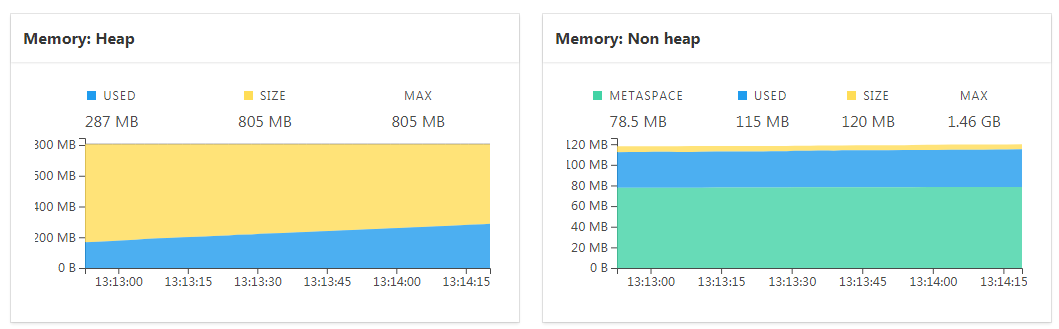 Memory: Heap
USED SIZE MAX
287 MB 805 MB 805 MB
800 MB
600 MB
400 MB
200 MB
0 B
13:13:00 13:13:15 13:13:30 13:13:45 13:14:00 13:14:15
Memory: Non heap
METASPACE USED SIZE MAX
78.5 MB 115 MB 120 MB 1.46 GB
120 MB
100 MB
80 MB
60 MB
40 MB
20 MB
0 B
13:13:00 13:13:15 13:13:30 13:13:45 13:14:00 13:14:15